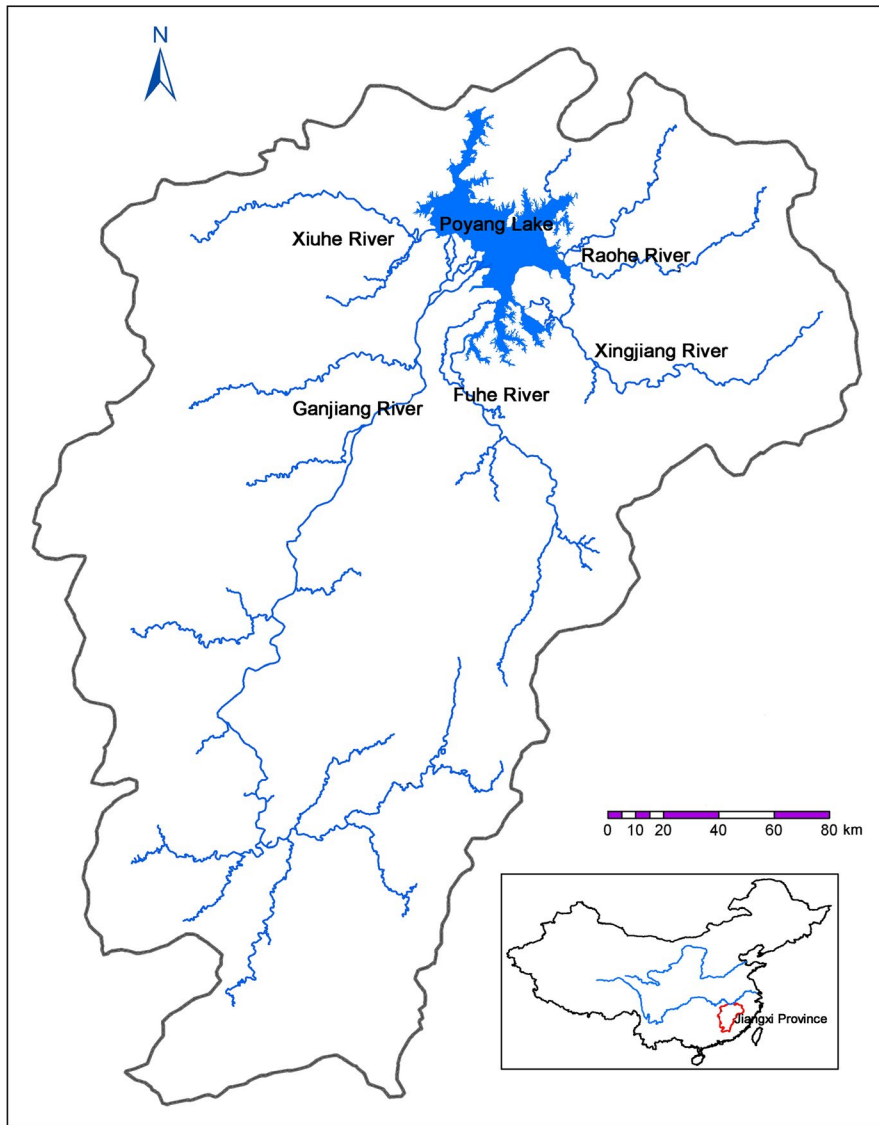 N
Poyang Lake
Xiuhe River
Raohe River
Xingjiang River
Ganjiang River
Fuhe River
0 10 20 40 60 80 km
Jiangxi Province